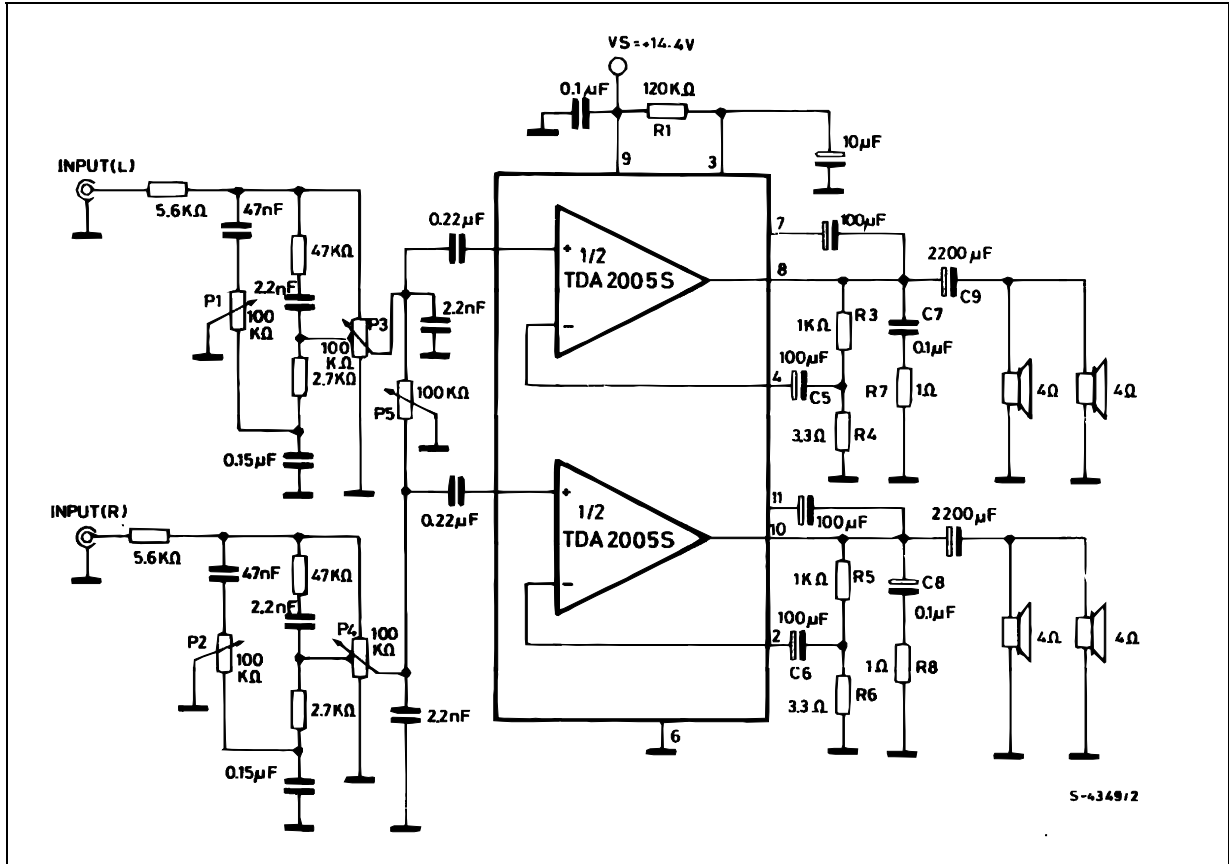 VS=+14.4V
0.1µF
120KΩ
R1
10µF
9
3
INPUT(L)
5.6KΩ
47nF
47KΩ
2.2nF
P1
100
KΩ
P3
100
KΩ
2.7KΩ
0.15µF
0.22µF
2.2nF
100KΩ
P5
0.22µF
+
1/2
TDA2005S
−
7
100µF
8
2200µF
C9
R3
1KΩ
C7
0.1µF
100µF
4
C5
R7
1Ω
3.3Ω
R4
4Ω
4Ω
INPUT(R)
5.6KΩ
47nF
47KΩ
2.2nF
P2
100
KΩ
P4
100
KΩ
2.7KΩ
0.15µF
2.2nF
+
1/2
TDA2005S
−
11
100µF
10
2200µF
1KΩ
R5
C8
0.1µF
100µF
2
C6
1Ω
R8
3.3Ω
R6
4Ω
4Ω
6
S-4349/2